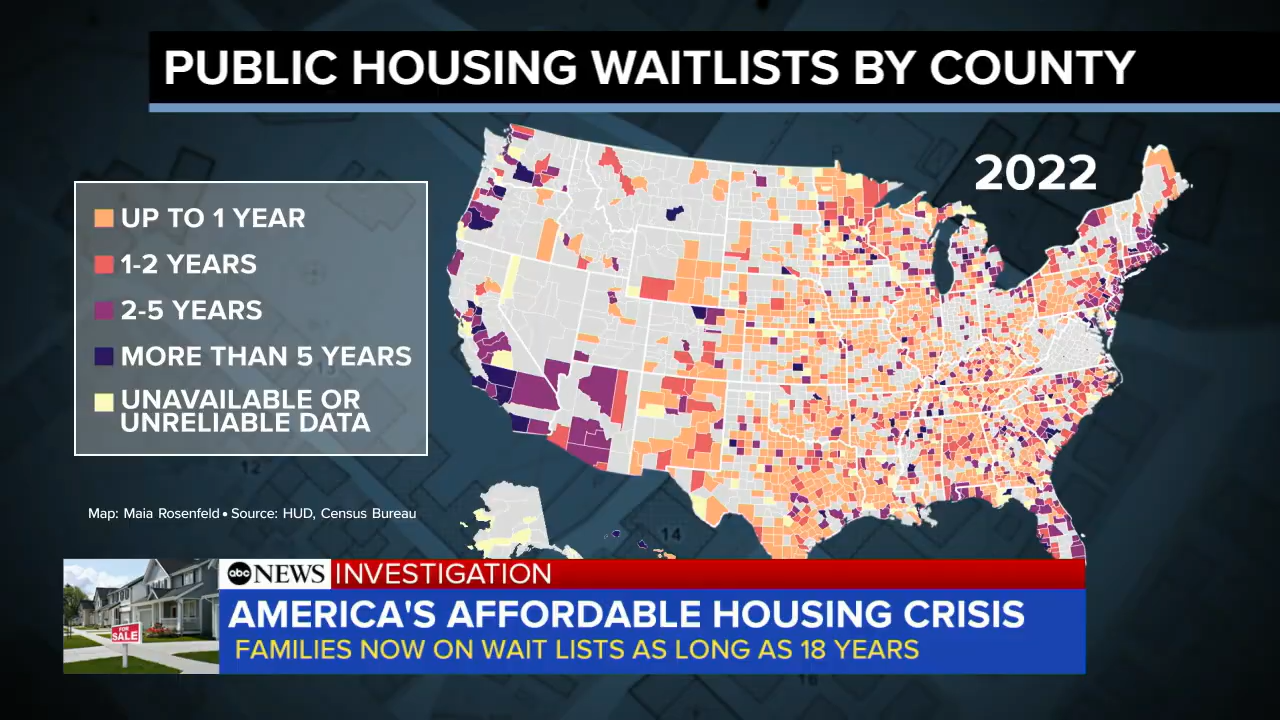 PUBLIC HOUSING WAITLISTS BY COUNTY
2022
UP TO 1 YEAR
1-2 YEARS
2-5 YEARS
MORE THAN 5 YEARS
UNAVAILABLE OR
UNRELIABLE DATA
12
Map: Maia Rosenfeld • Source: HUD, Census Bureau
14
abc NEWS INVESTIGATION
FOR
SALE
AMERICA'S AFFORDABLE HOUSING CRISIS
FAMILIES NOW ON WAIT LISTS AS LONG AS 18 YEARS